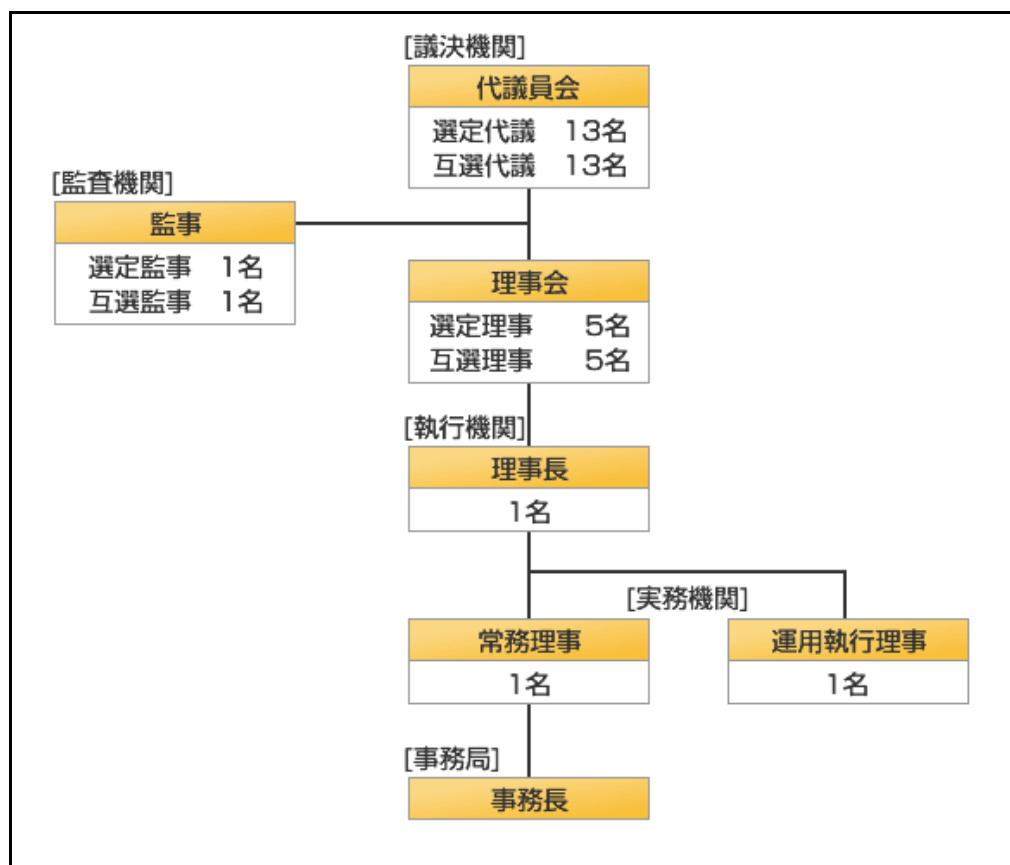 [議決機関]
代議員会
選定代議 13名
互選代議 13名
[監査機関]
監事
選定監事 1名
互選監事 1名
理事会
選定理事 5名
互選理事 5名
[執行機関]
理事長
1名
[実務機関]
常務理事
1名
運用執行理事
1名
[事務局]
事務長